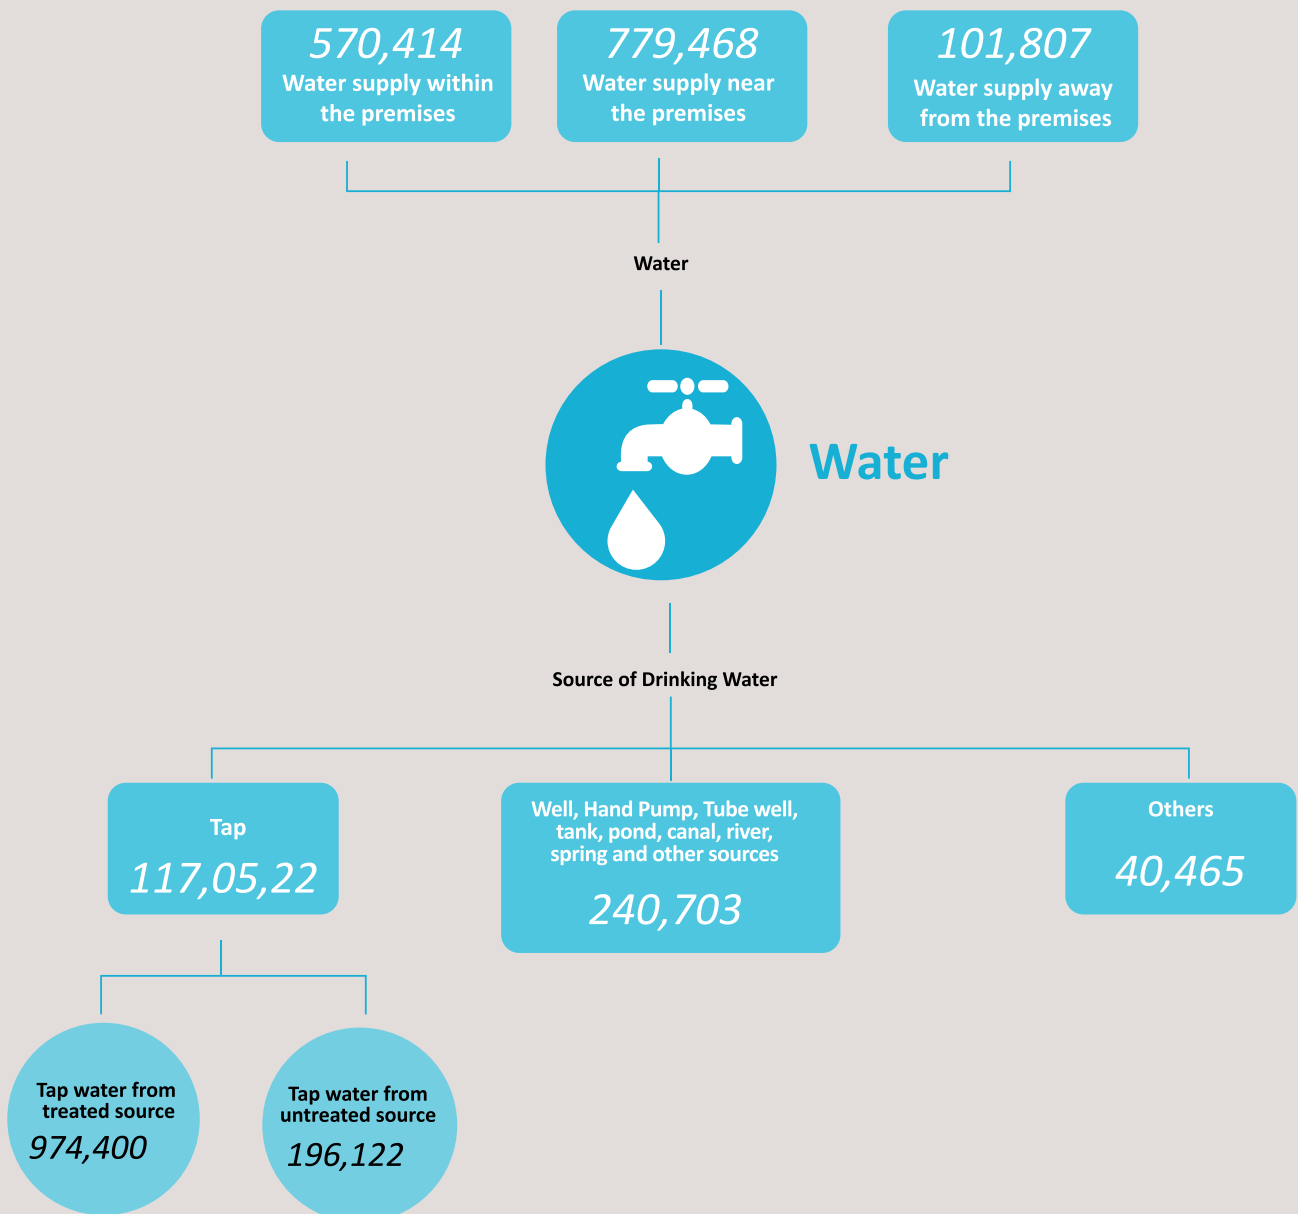 570,414
Water supply within
the premises
779,468
Water supply near
the premises
101,807
Water supply away
from the premises
Water
Water
Source of Drinking Water
Tap
117,05,22
Well, Hand Pump, Tube well,
tank, pond, canal, river,
spring and other sources
240,703
Others
40,465
Tap water from
treated source
974,400
Tap water from
untreated source
196,122